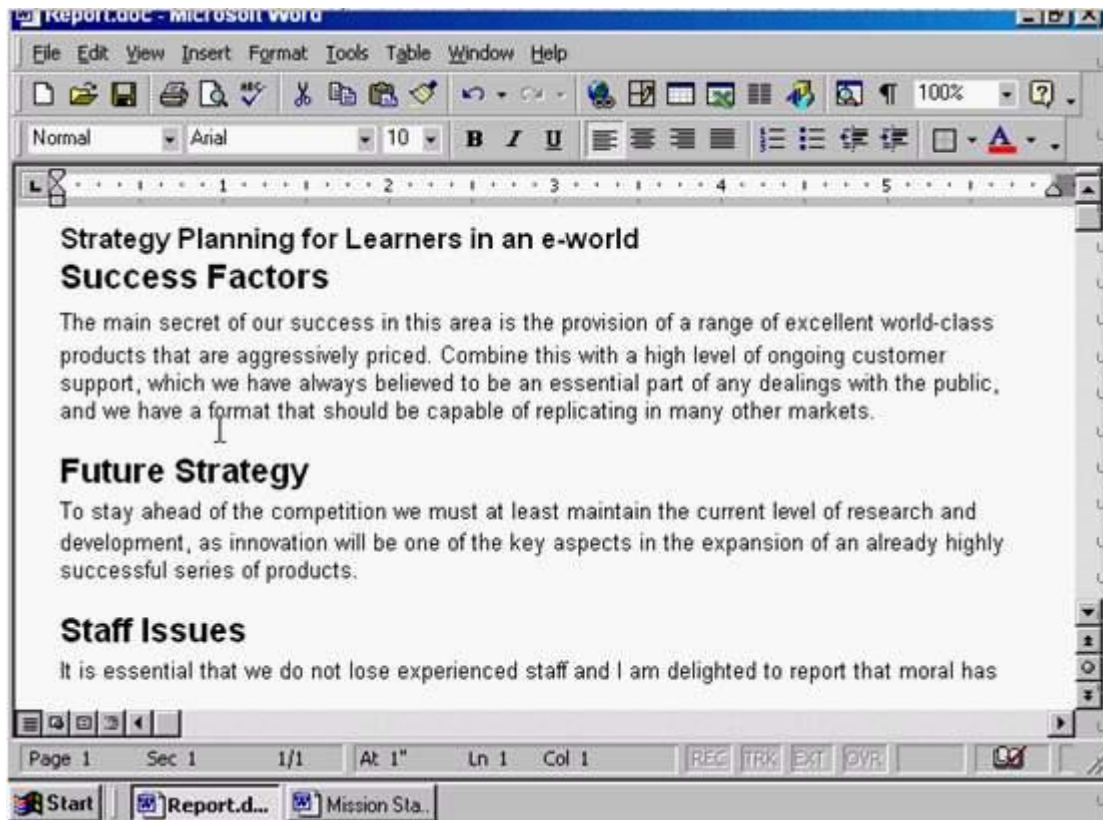 Report.doc - Microsoft Word
File Edit View Insert Format Tools Table Window Help
ABC 100%
Normal Arial 10 B I U A
1 2 3 4 5
Strategy Planning for Learners in an e-world
Success Factors
The main secret of our success in this area is the provision of a range of excellent world-class
products that are aggressively priced. Combine this with a high level of ongoing customer
support, which we have always believed to be an essential part of any dealings with the public,
and we have a format that should be capable of replicating in many other markets.
Future Strategy
To stay ahead of the competition we must at least maintain the current level of research and
development, as innovation will be one of the key aspects in the expansion of an already highly
successful series of products.
Staff Issues
It is essential that we do not lose experienced staff and I am delighted to report that moral has
Page 1 Sec 1 1/1 At 1" Ln 1 Col 1 REC TRK EXT OVR
Start Report.d... Mission Sta..